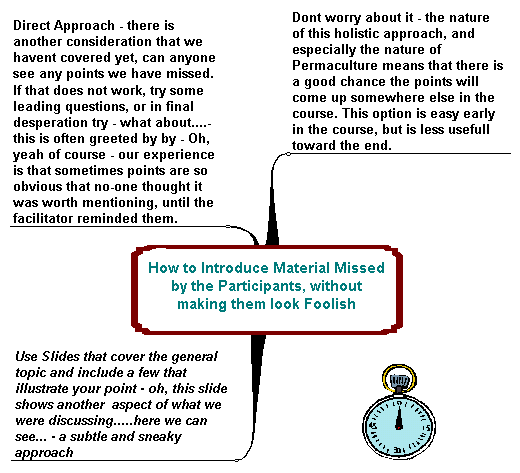 Direct Approach - there is
another consideration that we
havent covered yet, can anyone
see any points we have missed.
If that does not work, try some
leading questions, or in final
desperation try - what about....-
this is often greeted by by - Oh,
yeah of course - our experience
is that sometimes points are so
obvious that no-one thought it
was worth mentioning, until the
facilitator reminded them.
Dont worry about it - the nature
of this holistic approach, and
especially the nature of
Permaculture means that there is
a good chance the points will
come up somewhere else in the
course. This option is easy early
in the course, but is less usefull
toward the end.
How to Introduce Material Missed
by the Participants, without
making them look Foolish
Use Slides that cover the general
topic and include a few that
illustrate your point - oh, this slide
shows another aspect of what we
were discussing.....here we can
see... - a subtle and sneaky
approach